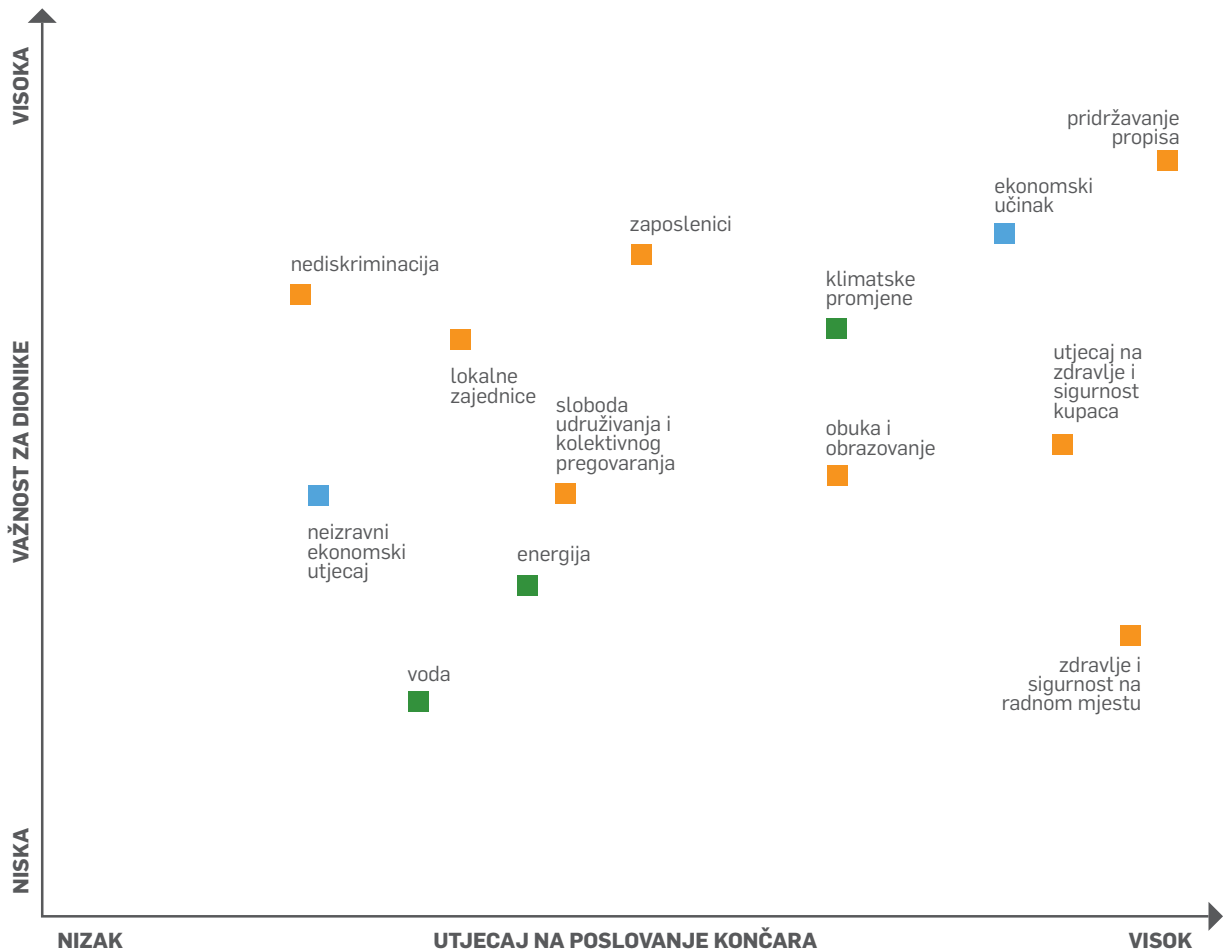 VISOKA
VAŽNOST ZA DIONIKE
NISKA
pridržavanje
propisa
ekonomski
učinak
zaposlenici
nediskriminacija
klimatske
promjene
lokalne
zajednice
utjecaj na
zdravlje i
sigurnost
kupaca
sloboda
udruživanja i
kolektivnog
pregovaranja
obuka i
obrazovanje
neizravni
ekonomski
utjecaj
energija
zdravlje i
sigurnost na
radnom mjestu
voda
NIZAK
UTJECAJ NA POSLOVANJE KONČARA
VISOK